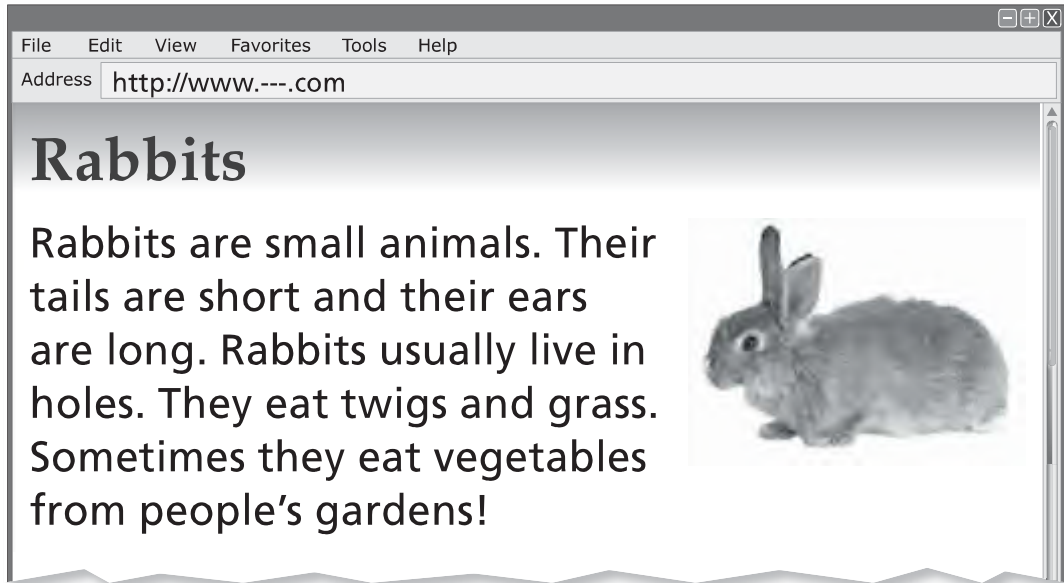 File Edit View Favorites Tools Help
Address http://www.---.com
Rabbits
Rabbits are small animals. Their
tails are short and their ears
are long. Rabbits usually live in
holes. They eat twigs and grass.
Sometimes they eat vegetables
from people’s gardens!